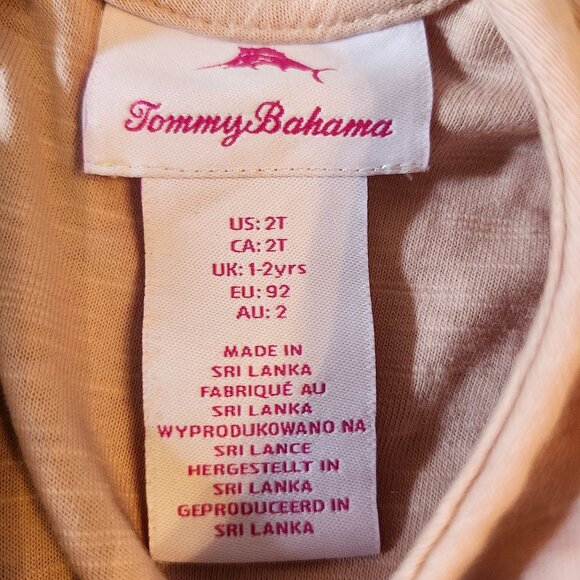 Tommy Bahama
US: 2T
CA: 2T
UK: 1-2yrs
EU: 92
AU: 2
MADE IN
SRI LANKA
FABRIQUÉ AU
SRI LANKA
WYPRODUKOWANO NA
SRI LANCE
HERGESTELLT IN
SRI LANKA
GEPRODUCEERD IN
SRI LANKA